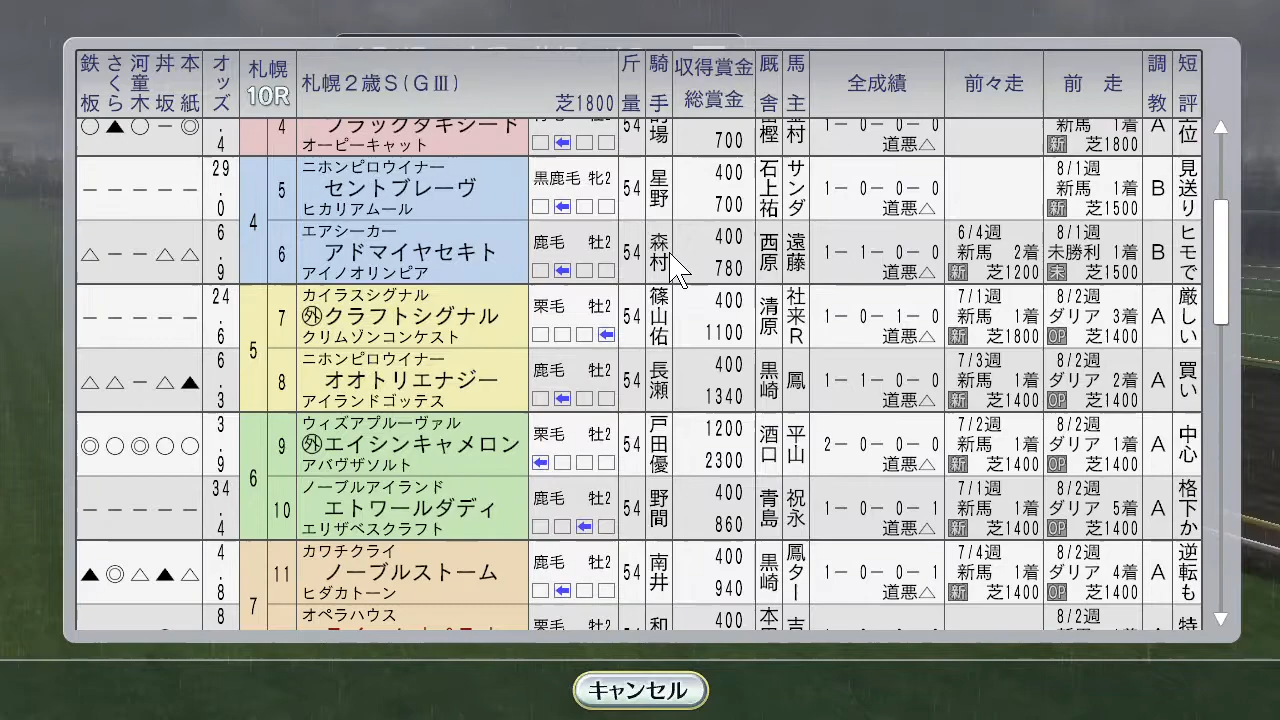 鉄板 さくら 河童木 丼坂 本紙 オッズ 札幌10R 札幌2歳S(GⅢ) 芝1800 斤量 騎手 収得賞金 総賞金 厩舎 馬主 全成績 前々走 前走 調教 短評
○ ▲ ○ － ◎ .4 4 ブラックタキシード 54 的場 1－ 0－ 0－ 0 新馬 1着 A
オーピーキャット 700 道悪△ 新 芝1800
4
－ － － － － 29.0 5 ニホンピロウイナー
セントブレーヴ 黒鹿毛 牝2 54 星野 400 石上祐 サンダ 1－ 0－ 0－ 0 8/1週 新馬 1着 B 見送り
ヒカリアムール 700 道悪△ 新 芝1500
△ － － △ △ 6.9 6 エアシーカー
アドマイヤセキト 鹿毛 牡2 54 森村 400 西原 遠藤 1－ 1－ 0－ 0 6/4週 新馬 2着 8/1週 未勝利 1着 B ヒモで
アイノオリンピア 780 道悪△ 新 芝1200 未 芝1500
5
－ － － － － 24.6 7 カイラスシグナル
外クラフトシグナル 栗毛 牡2 54 篠山佑 400 清原 社来R 1－ 0－ 1－ 0 7/1週 新馬 1着 8/2週 ダリア 3着 A 厳しい
クリムゾンコンケスト 1100 道悪△ 新 芝1800 OP 芝1400
△ △ － △ ▲ 6.3 8 ニホンピロウイナー
オオトリエナジー 鹿毛 牡2 54 長瀬 400 黒崎 鳳 1－ 1－ 0－ 0 7/3週 新馬 1着 8/2週 ダリア 2着 A 買い
アイランドゴッテス 1340 道悪△ 新 芝1400 OP 芝1400
6
◎ ○ ◎ ○ ○ 3.9 9 ウィズアプルーヴァル
外エイシンキャメロン 栗毛 牡2 54 戸田優 1200 酒口 平山 2－ 0－ 0－ 0 7/2週 新馬 1着 8/2週 ダリア 1着 A 中心
アバヴザソルト 2300 道悪△ 新 芝1400 OP 芝1400
－ － － － － 34.4 10 ノーブルアイランド
エトワールダディ 鹿毛 牡2 54 野間 400 青島 祝永 1－ 0－ 0－ 1 7/1週 新馬 1着 8/2週 ダリア 5着 A 格下か
エリザベスクラフト 860 道悪△ 新 芝1400 OP 芝1400
7
▲ ◎ △ ▲ △ 4.8 11 カワチクライ
ノーブルストーム 鹿毛 牡2 54 南井 400 黒崎 鳳ター 1－ 0－ 0－ 1 7/4週 新馬 1着 8/2週 ダリア 4着 A 逆転も
ヒダカトーン 940 道悪△ 新 芝1400 OP 芝1400
8 オペラハウス 栗毛 牡2 和 400 8/2週 特
キャンセル